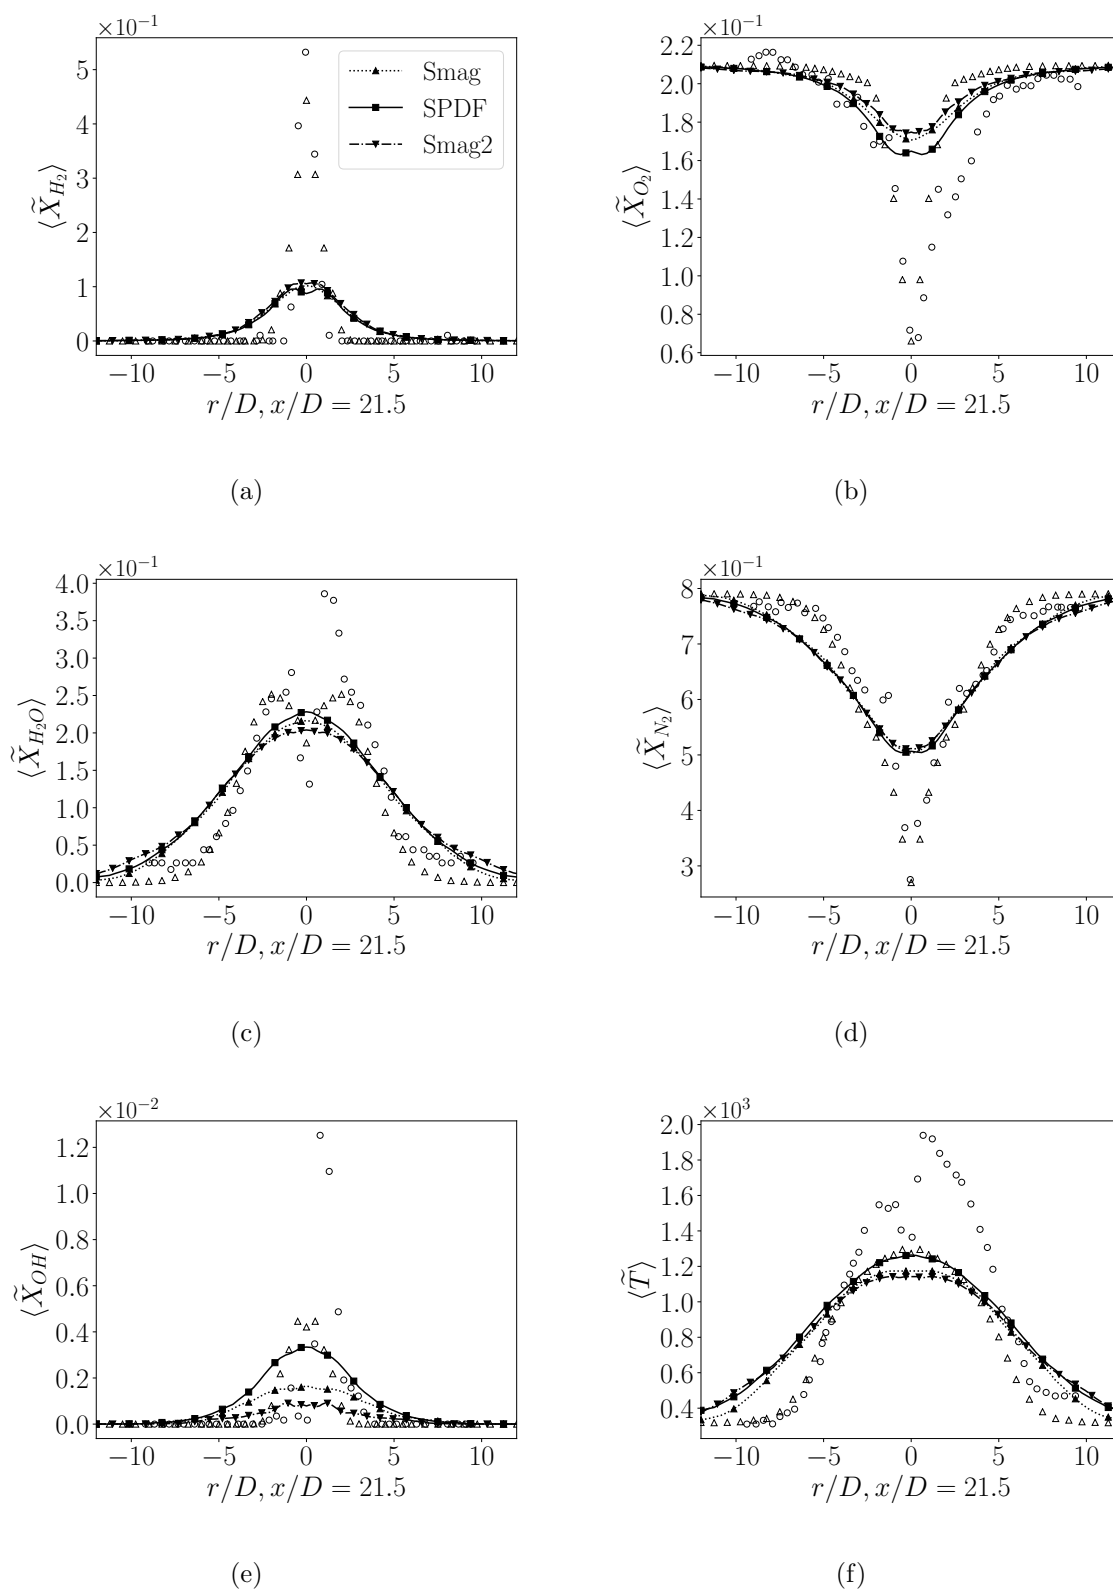 ×10⁻¹
5
4
3
2
1
0
⟨X̃_{H₂}⟩
Smag
SPDF
Smag2
−10 −5 0 5 10
r/D, x/D = 21.5
(a)
×10⁻¹
2.2
2.0
1.8
1.6
1.4
1.2
1.0
0.8
0.6
⟨X̃_{O₂}⟩
−10 −5 0 5 10
r/D, x/D = 21.5
(b)
×10⁻¹
4.0
3.5
3.0
2.5
2.0
1.5
1.0
0.5
0.0
⟨X̃_{H₂O}⟩
−10 −5 0 5 10
r/D, x/D = 21.5
(c)
×10⁻¹
8
7
6
5
4
3
⟨X̃_{N₂}⟩
−10 −5 0 5 10
r/D, x/D = 21.5
(d)
×10⁻²
1.2
1.0
0.8
0.6
0.4
0.2
0.0
⟨X̃_{OH}⟩
−10 −5 0 5 10
r/D, x/D = 21.5
(e)
×10³
2.0
1.8
1.6
1.4
1.2
1.0
0.8
0.6
0.4
⟨T̃⟩
−10 −5 0 5 10
r/D, x/D = 21.5
(f)